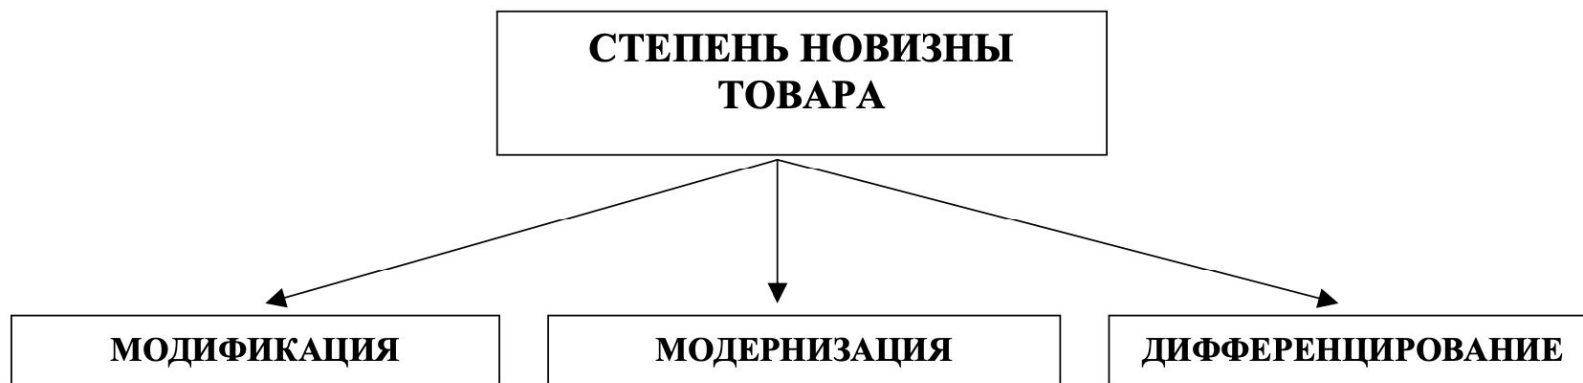 СТЕПЕНЬ НОВИЗНЫ
ТОВАРА
МОДИФИКАЦИЯ
МОДЕРНИЗАЦИЯ
ДИФФЕРЕНЦИРОВАНИЕ